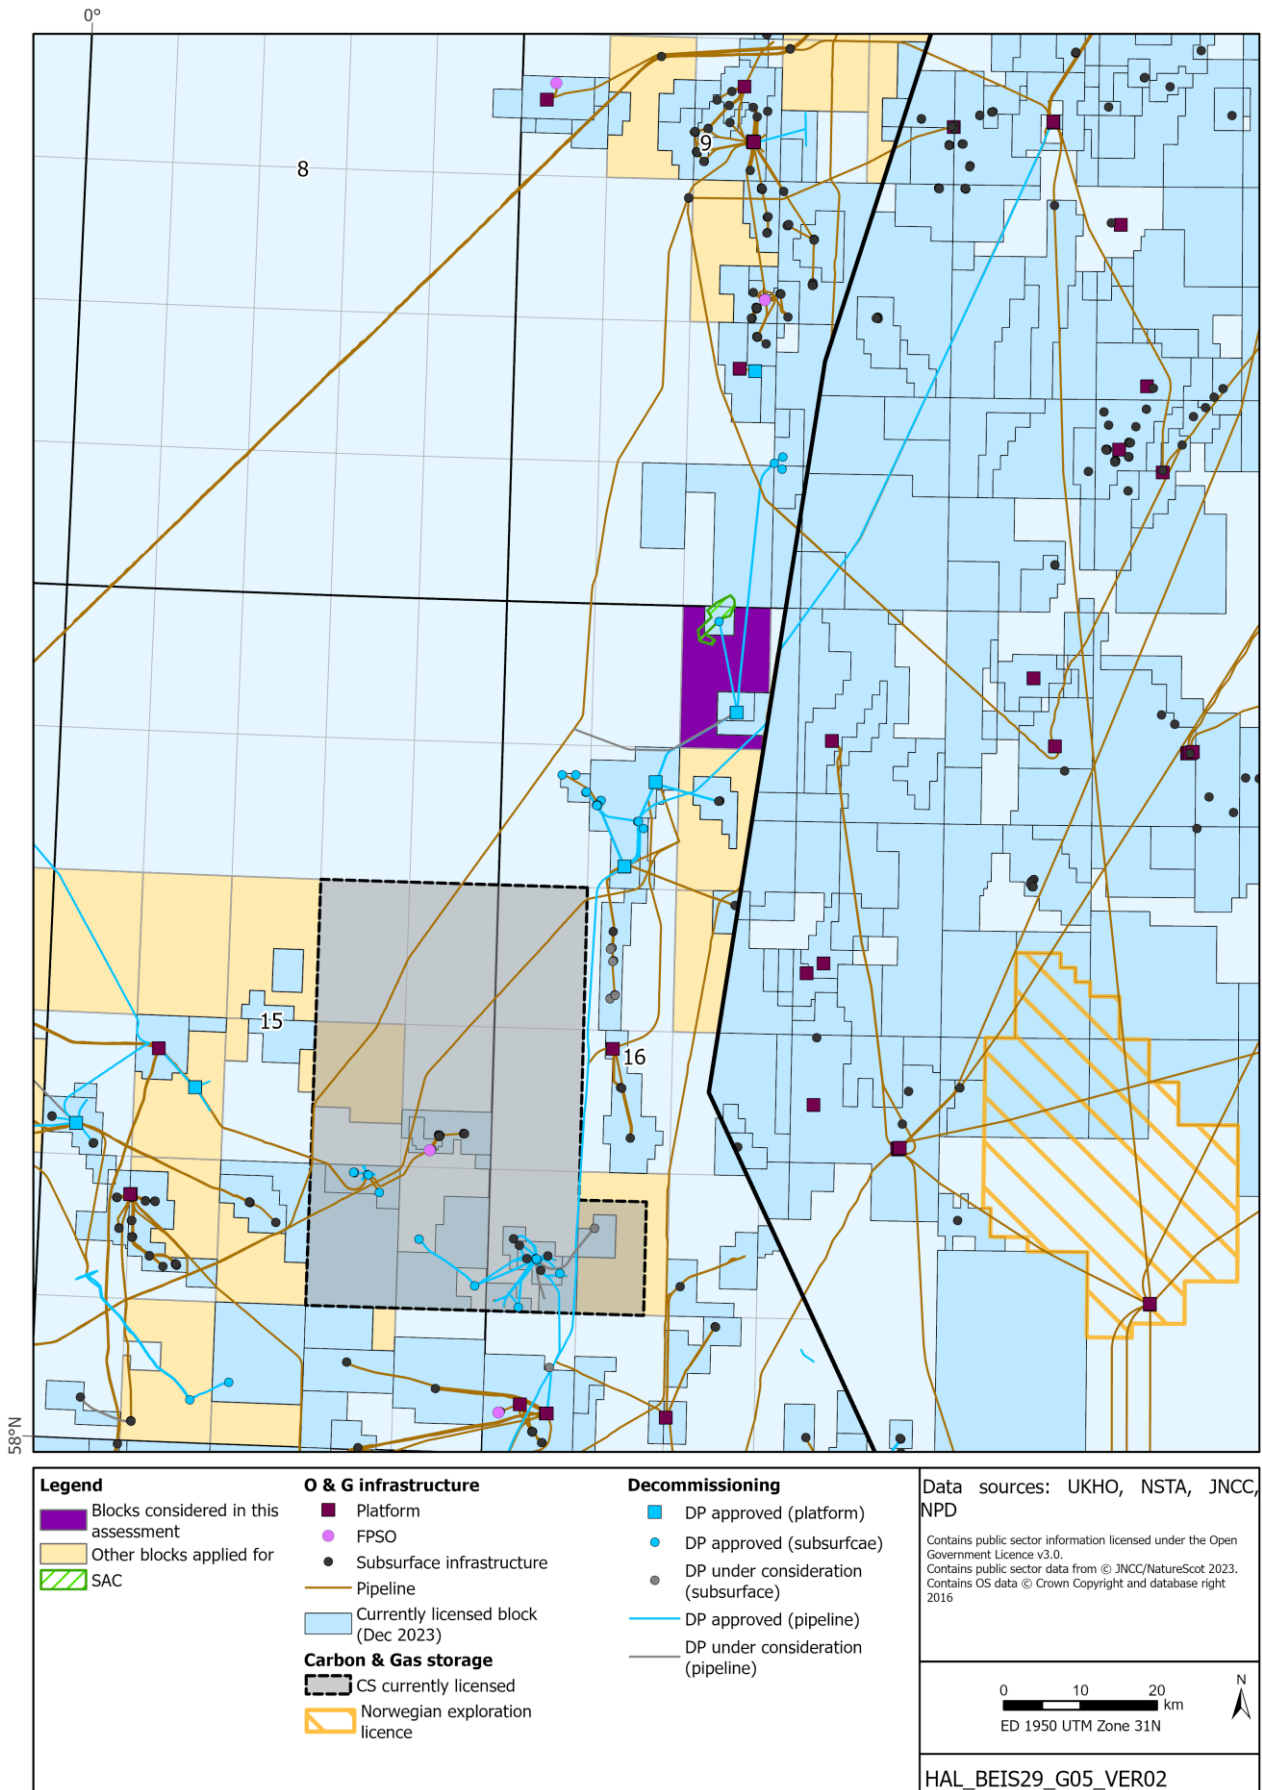 0°
8
9
15
16
58°N
Legend
Blocks considered in this
assessment
Other blocks applied for
SAC
O & G infrastructure
Platform
FPSO
Subsurface infrastructure
Pipeline
Currently licensed block
(Dec 2023)
Carbon & Gas storage
CS currently licensed
Norwegian exploration
licence
Decommissioning
DP approved (platform)
DP approved (subsurfcae)
DP under consideration
(subsurface)
DP approved (pipeline)
DP under consideration
(pipeline)
Data sources: UKHO, NSTA, JNCC,
NPD
Contains public sector information licensed under the Open
Government Licence v3.0.
Contains public sector data from © JNCC/NatureScot 2023.
Contains OS data © Crown Copyright and database right
2016
0 10 20
km
ED 1950 UTM Zone 31N
N
HAL_BEIS29_G05_VER02